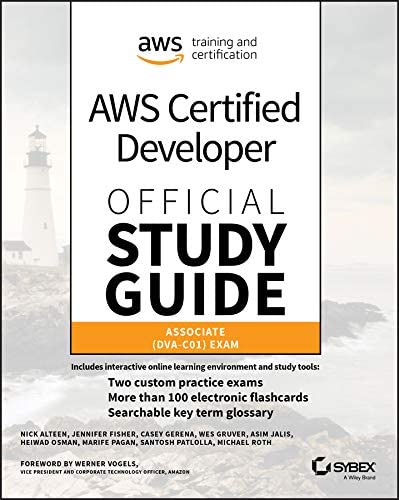 aws
training and
certification
AWS Certified
Developer
OFFICIAL
STUDY
GUIDE
ASSOCIATE
(DVA-C01) EXAM
Includes interactive online learning environment and study tools:
Two custom practice exams
More than 100 electronic flashcards
Searchable key term glossary
NICK ALTEEN, JENNIFER FISHER, CASEY GERENA, WES GRUVER, ASIM JALIS,
HEIWAD OSMAN, MARIFE PAGAN, SANTOSH PATLOLLA, MICHAEL ROTH
FOREWORD BY WERNER VOGELS,
VICE PRESIDENT AND CORPORATE TECHNOLOGY OFFICER, AMAZON
SYBEX
A Wiley Brand